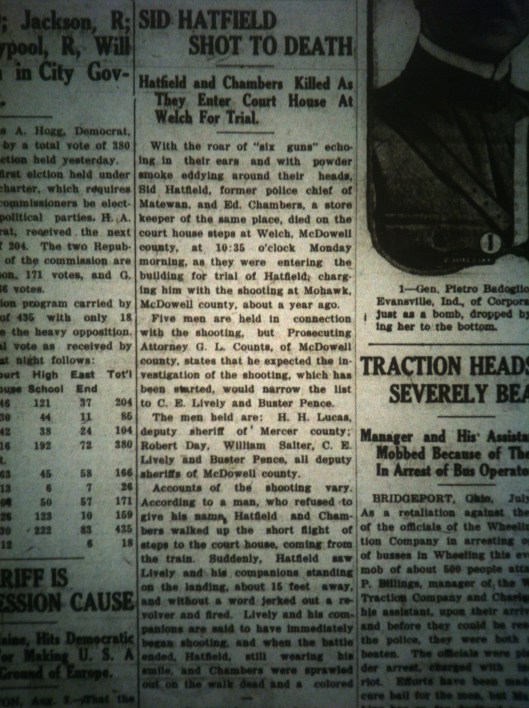 ; Jackson, R;
ypool, R, Will
in City Gov-
A. Hogg, Democrat,
by a total vote of 380
ction held yesterday.
first election held under
charter, which requires
commissioners be elect-
political parties. H. A.
rat, received the next
f 204. The two Repub-
of the commission are
son, 171 votes, and G.
votes.
ion program carried by
of 435 with only 18
the heavy opposition.
al vote as received by
night follows:
ourt High East Tot'l
ouse School End
46 121 37 204
30 44 11 85
42 38 24 104
16 192 72 380
63 45 58 166
13 6 7 26
50 57 171
26 123 10 159
30 222 83 435
12 6 18
RIFF IS
ESSION CAUSE
aine, Hits Democratic
For Making U. S. A
Ground of Europe.
SID HATFIELD
SHOT TO DEATH
Hatfield and Chambers Killed As
They Enter Court House At
Welch For Trial.
With the roar of "six guns" echo-
ing in their ears and with powder
smoke eddying around their heads,
Sid Hatfield, former police chief of
Matewan, and Ed. Chambers, a store
keeper of the same place, died on the
court house steps at Welch, McDowell
county, at 10:35 o'clock Monday
morning, as they were entering the
building for trial of Hatfield; charg-
ing him with the shooting at Mohawk,
McDowell county, about a year ago.
Five men are held in connection
with the shooting, but Prosecuting
Attorney G. L. Counts, of McDowell
county, states that he expected the in-
vestigation of the shooting, which has
been started, would narrow the list
to C. E. Lively and Buster Pence.
The men held are: H. H. Lucas,
deputy sheriff of Mercer county;
Robert Day, William Salter, C. E.
Lively and Buster Pence, all deputy
sheriffs of McDowell county.
Accounts of the shooting vary.
According to a man, who refused to
give his name, Hatfield and Cham-
bers walked up the short flight of
steps to the court house, coming from
the train. Suddenly, Hatfield saw
Lively and his companions standing
on the landing, about 15 feet away,
and without a word jerked out a re-
volver and fired. Lively and his com-
panions are said to have immediately
began shooting, and when the battle
ended, Hatfield, still wearing his
smile, and Chambers were sprawled
out on the walk dead and a colored
1
1—Gen. Pietro Badoglio
Evansville, Ind., of Corpora
just as a bomb, dropped by
ing her to the bottom.
TRACTION HEADS
SEVERELY BEA
Manager and His Assista
Mobbed Because of The
In Arrest of Bus Operato
BRIDGEPORT, Ohio, Jul
As a retaliation against the
of the officials of the Wheelin
tion Company in arresting o
of busses in Wheeling this ev
mob of about 500 people atta
P. Billings, manager of the
Traction Company and Charle
his assistant, upon their arri
and before they could be res
the police, they were both
beaten. The officials were pla
der arrest, charged with
riot. Efforts have been mad
cure bail for the men, but